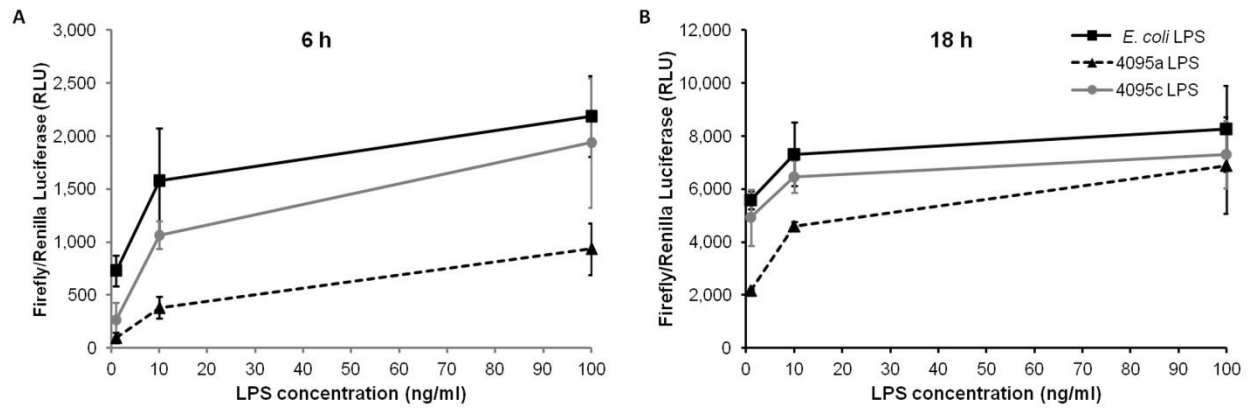 A
6 h
Firefly/Renilla Luciferase (RLU)
3,000
2,500
2,000
1,500
1,000
500
0
0 10 20 30 40 50 60 70 80 90 100
LPS concentration (ng/ml)
B
18 h
Firefly/Renilla Luciferase (RLU)
12,000
10,000
8,000
6,000
4,000
2,000
0
0 10 20 30 40 50 60 70 80 90 100
LPS concentration (ng/ml)
E. coli LPS
4095a LPS
4095c LPS